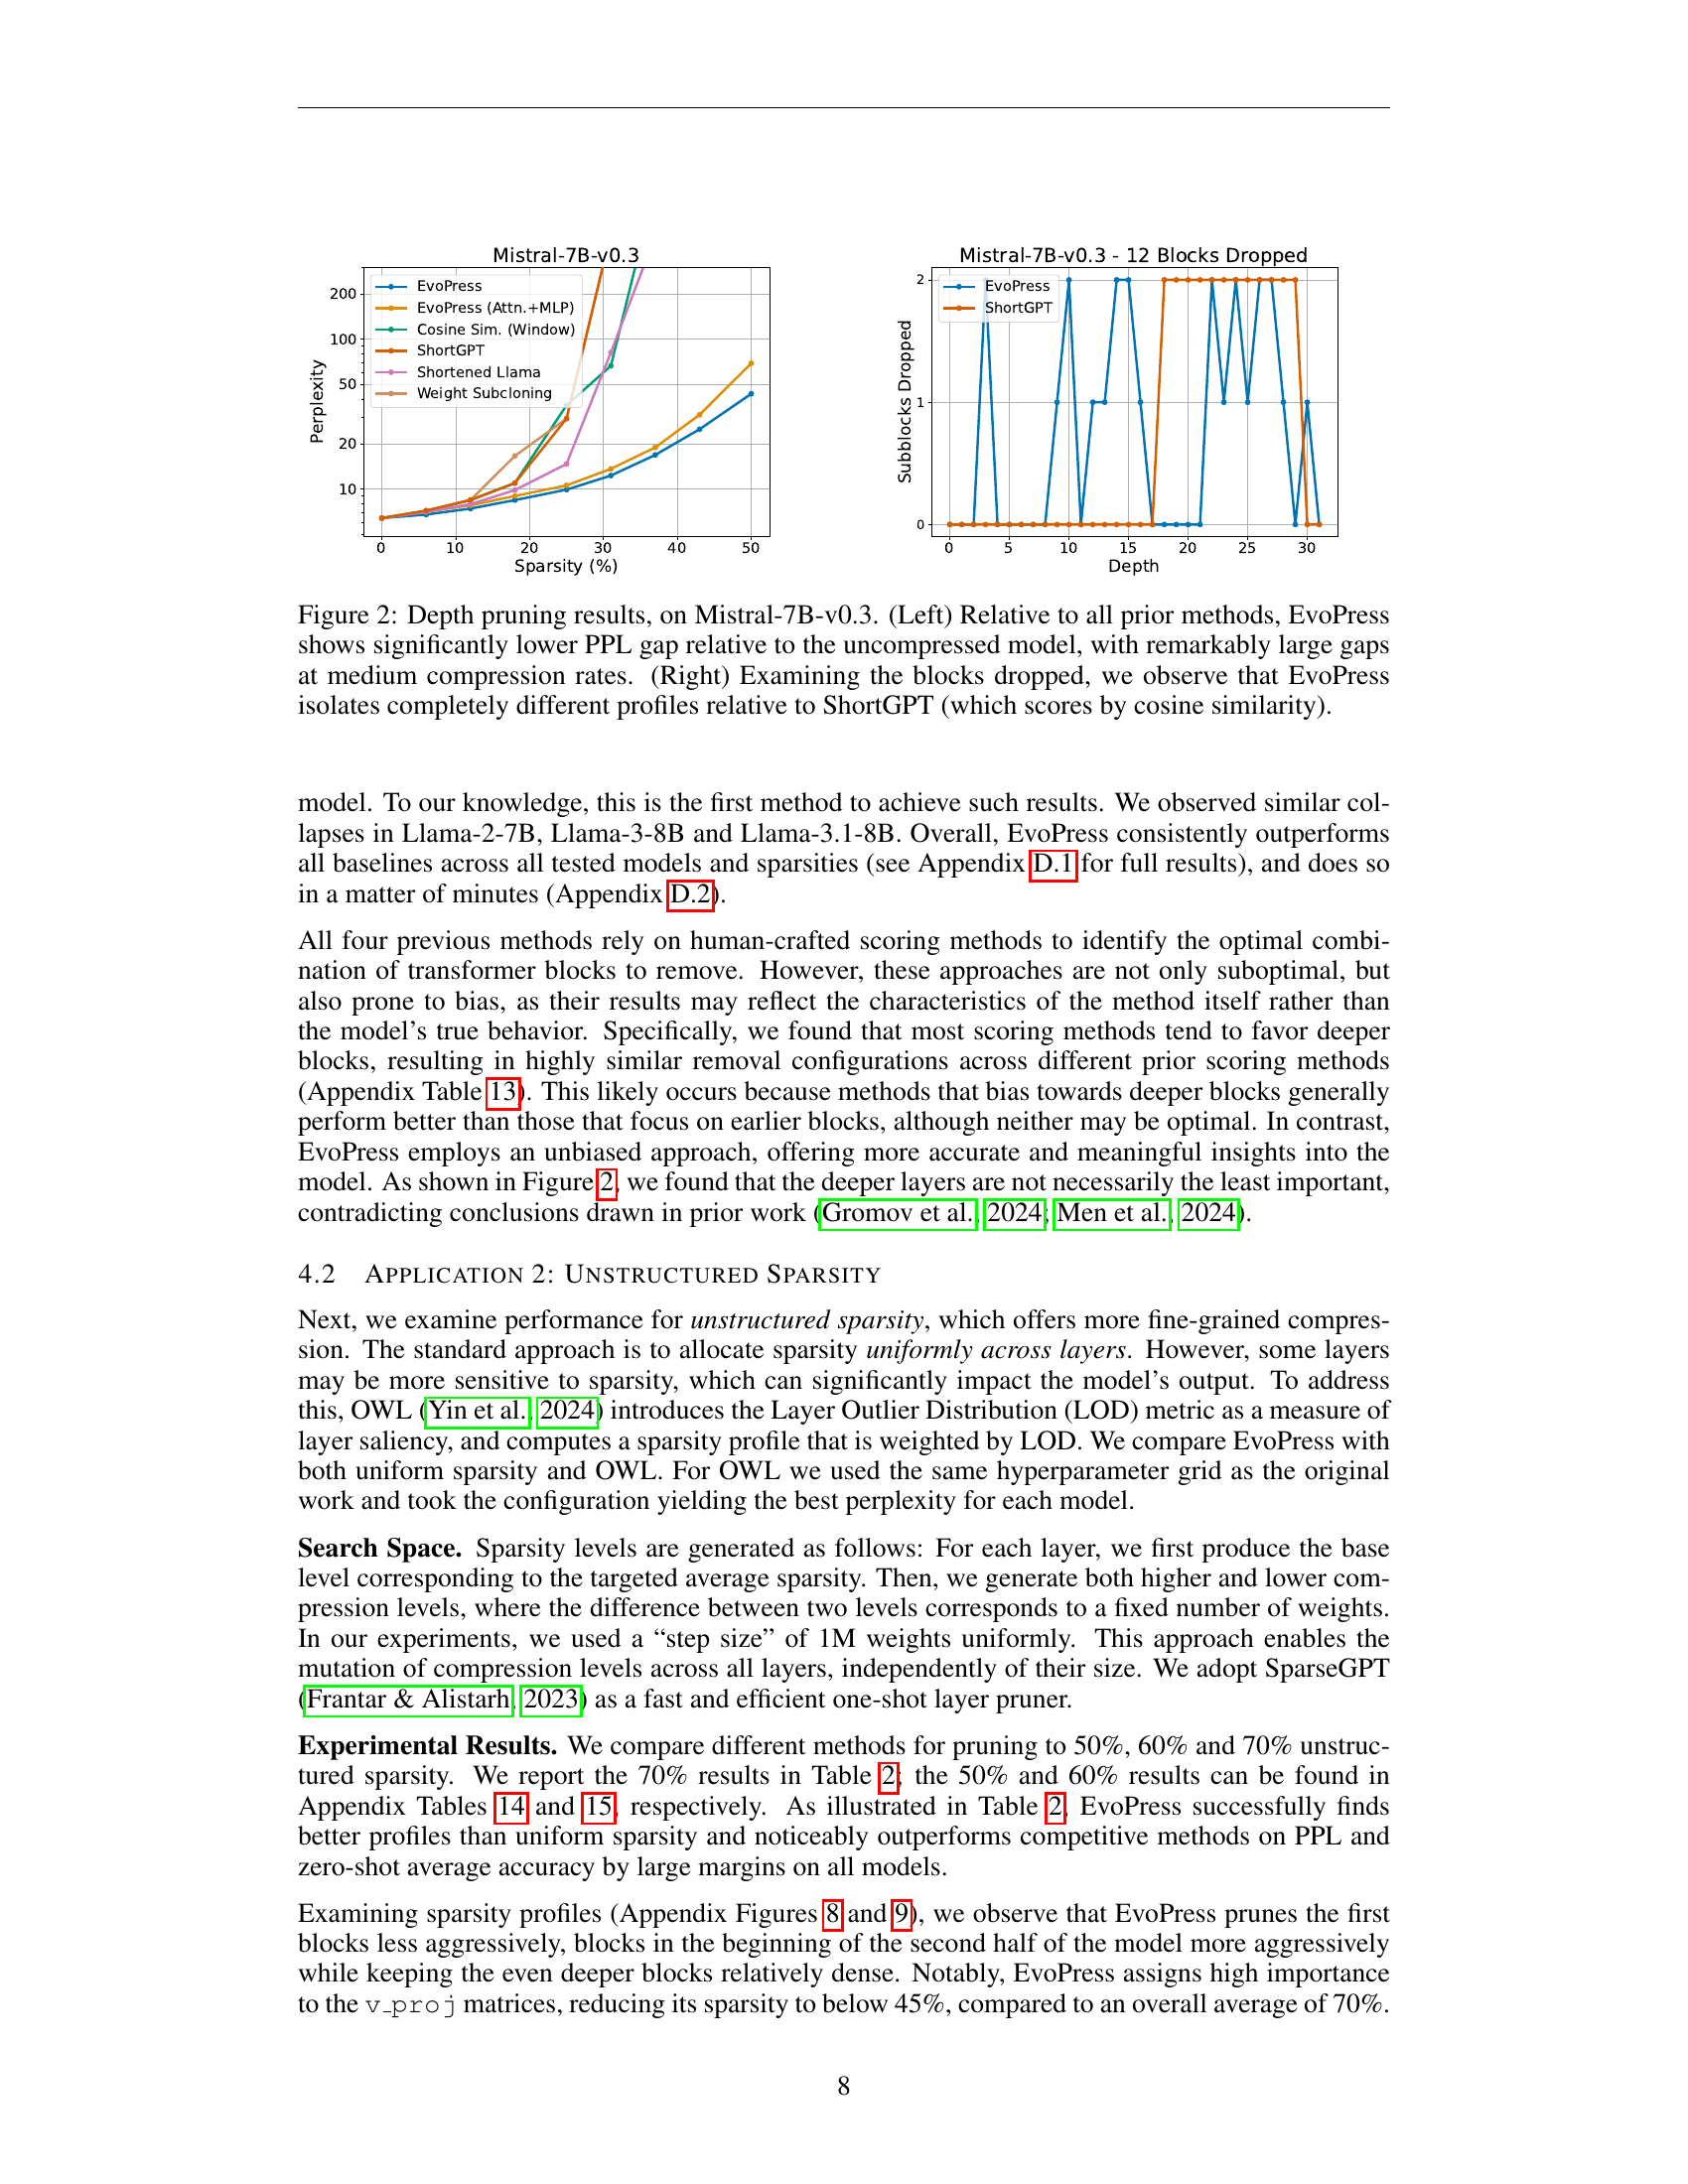 Mistral-7B-v0.3
200
100
50
20
10
Perplexity
EvoPress
EvoPress (Attn.+MLP)
Cosine Sim. (Window)
ShortGPT
Shortened Llama
Weight Subcloning
0 10 20 30 40 50
Sparsity (%)
Mistral-7B-v0.3 - 12 Blocks Dropped
2
1
0
Subblocks Dropped
EvoPress
ShortGPT
0 5 10 15 20 25 30
Depth
Figure 2: Depth pruning results, on Mistral-7B-v0.3. (Left) Relative to all prior methods, EvoPress
shows significantly lower PPL gap relative to the uncompressed model, with remarkably large gaps
at medium compression rates. (Right) Examining the blocks dropped, we observe that EvoPress
isolates completely different profiles relative to ShortGPT (which scores by cosine similarity).
model. To our knowledge, this is the first method to achieve such results. We observed similar col-
lapses in Llama-2-7B, Llama-3-8B and Llama-3.1-8B. Overall, EvoPress consistently outperforms
all baselines across all tested models and sparsities (see Appendix D.1 for full results), and does so
in a matter of minutes (Appendix D.2).
All four previous methods rely on human-crafted scoring methods to identify the optimal combi-
nation of transformer blocks to remove. However, these approaches are not only suboptimal, but
also prone to bias, as their results may reflect the characteristics of the method itself rather than
the model's true behavior. Specifically, we found that most scoring methods tend to favor deeper
blocks, resulting in highly similar removal configurations across different prior scoring methods
(Appendix Table 13). This likely occurs because methods that bias towards deeper blocks generally
perform better than those that focus on earlier blocks, although neither may be optimal. In contrast,
EvoPress employs an unbiased approach, offering more accurate and meaningful insights into the
model. As shown in Figure 2, we found that the deeper layers are not necessarily the least important,
contradicting conclusions drawn in prior work (Gromov et al., 2024; Men et al., 2024).
4.2 APPLICATION 2: UNSTRUCTURED SPARSITY
Next, we examine performance for unstructured sparsity, which offers more fine-grained compres-
sion. The standard approach is to allocate sparsity uniformly across layers. However, some layers
may be more sensitive to sparsity, which can significantly impact the model's output. To address
this, OWL (Yin et al., 2024) introduces the Layer Outlier Distribution (LOD) metric as a measure of
layer saliency, and computes a sparsity profile that is weighted by LOD. We compare EvoPress with
both uniform sparsity and OWL. For OWL we used the same hyperparameter grid as the original
work and took the configuration yielding the best perplexity for each model.
Search Space. Sparsity levels are generated as follows: For each layer, we first produce the base
level corresponding to the targeted average sparsity. Then, we generate both higher and lower com-
pression levels, where the difference between two levels corresponds to a fixed number of weights.
In our experiments, we used a “step size” of 1M weights uniformly. This approach enables the
mutation of compression levels across all layers, independently of their size. We adopt SparseGPT
(Frantar & Alistarh, 2023) as a fast and efficient one-shot layer pruner.
Experimental Results. We compare different methods for pruning to 50%, 60% and 70% unstruc-
tured sparsity. We report the 70% results in Table 2; the 50% and 60% results can be found in
Appendix Tables 14 and 15, respectively. As illustrated in Table 2, EvoPress successfully finds
better profiles than uniform sparsity and noticeably outperforms competitive methods on PPL and
zero-shot average accuracy by large margins on all models.
Examining sparsity profiles (Appendix Figures 8 and 9), we observe that EvoPress prunes the first
blocks less aggressively, blocks in the beginning of the second half of the model more aggressively
while keeping the even deeper blocks relatively dense. Notably, EvoPress assigns high importance
to the v_proj matrices, reducing its sparsity to below 45%, compared to an overall average of 70%.
8